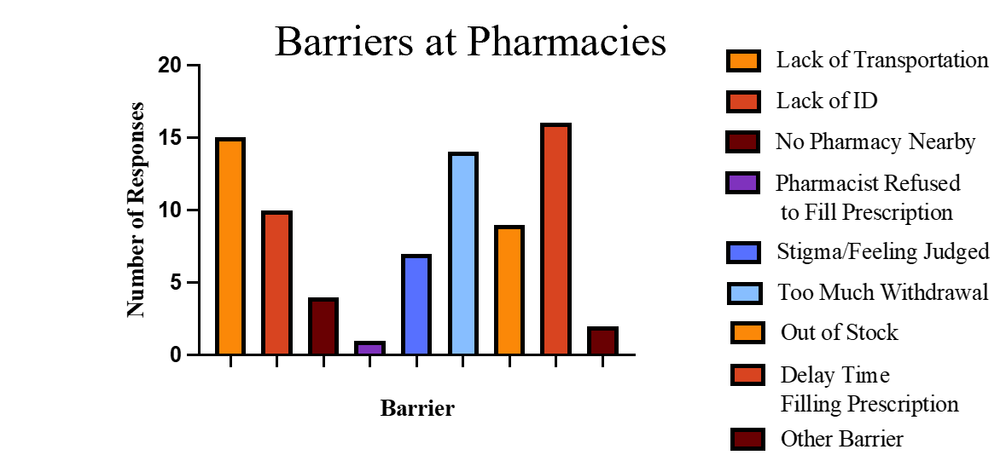 Barriers at Pharmacies
20
15
10
5
0
Number of Responses
Barrier
Lack of Transportation
Lack of ID
No Pharmacy Nearby
Pharmacist Refused
to Fill Prescription
Stigma/Feeling Judged
Too Much Withdrawal
Out of Stock
Delay Time
Filling Prescription
Other Barrier